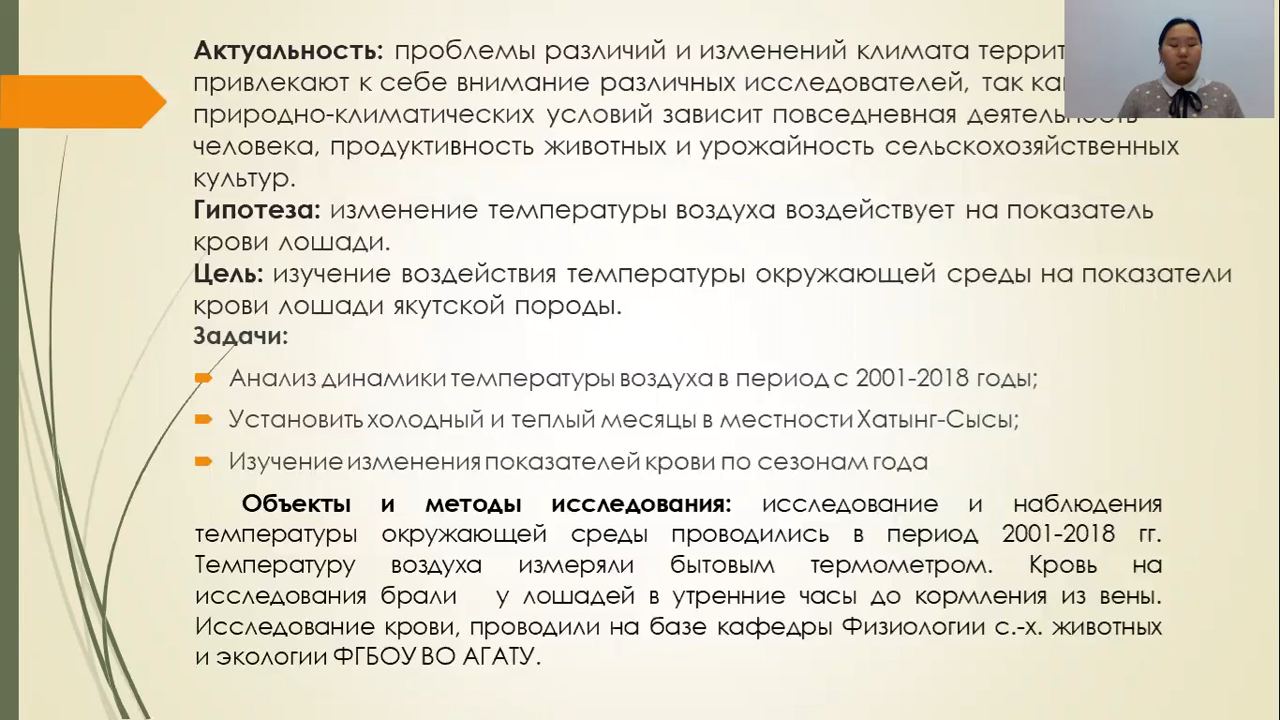 Актуальность: проблемы различий и изменений климата
привлекают к себе внимание различных исследователей, так
природно-климатических условий зависит повседневная деятельность
человека, продуктивность животных и урожайность сельскохозяйственных
культур.
Гипотеза: изменение температуры воздуха воздействует на показатель
крови лошади.
Цель: изучение воздействия температуры окружающей среды на показатели
крови лошади якутской породы.
Задачи:
Анализ динамики температуры воздуха в период с 2001-2018 годы;
Установить холодный и теплый месяцы в местности Хатынг-Сысы;
Изучение изменения показателей крови по сезонам года
Объекты и методы исследования: исследование и наблюдения
температуры окружающей среды проводились в период 2001-2018 гг.
Температуру воздуха измеряли бытовым термометром. Кровь на
исследования брали у лошадей в утренние часы до кормления из вены.
Исследование крови, проводили на базе кафедры Физиологии с.-х. животных
и экологии ФГБОУ ВО АГАТУ.